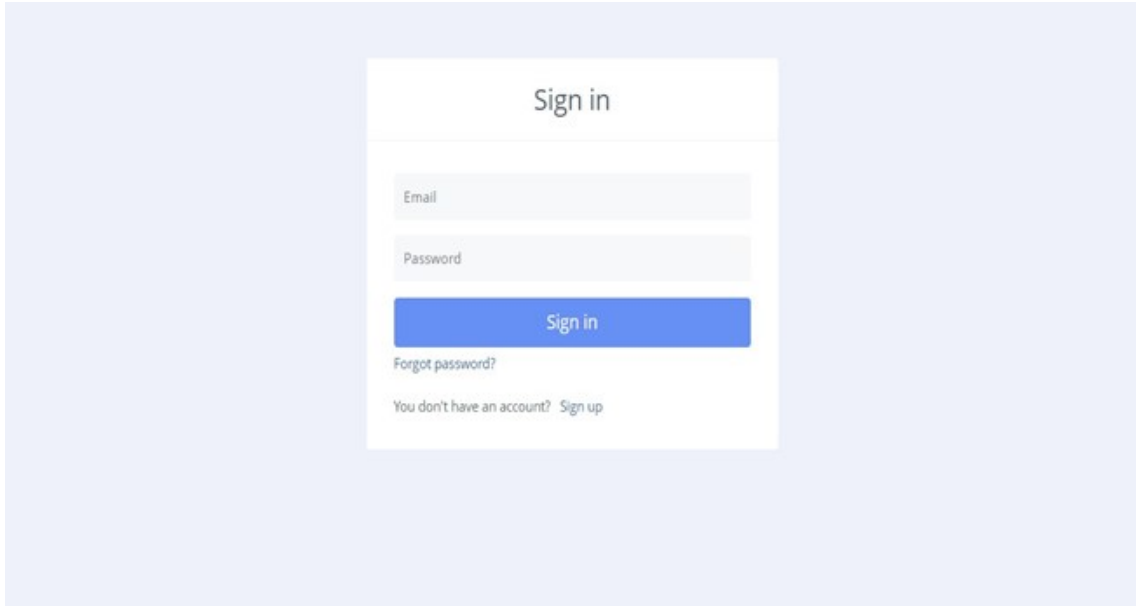 Sign in
Email
Password
Sign in
Forgot password?
You don't have an account? Sign up